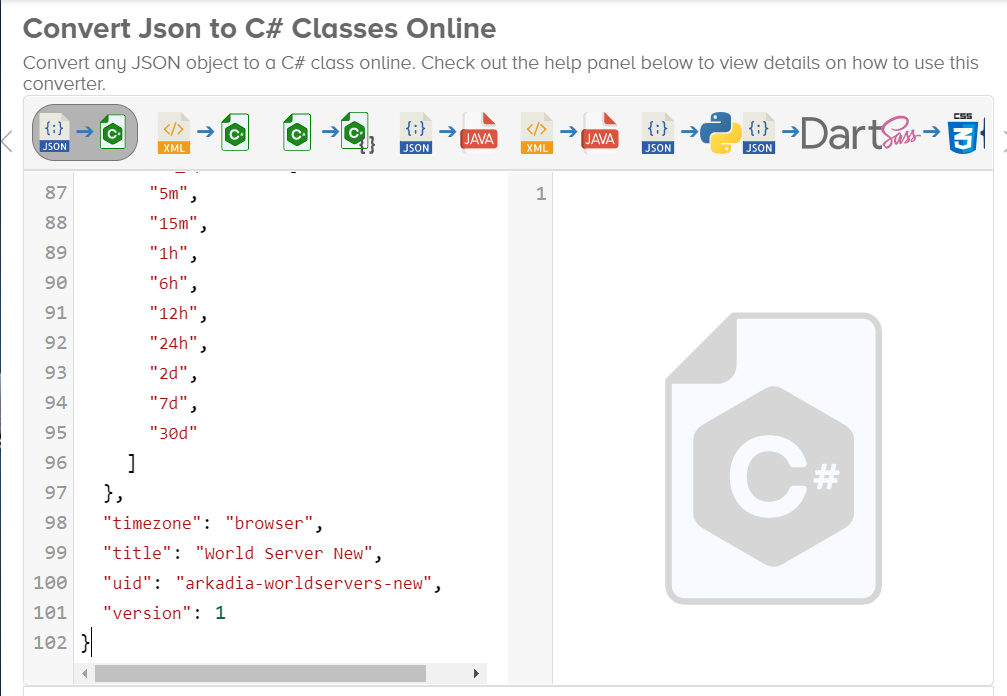 Convert Json to C# Classes Online
Convert any JSON object to a C# class online. Check out the help panel below to view details on how to use this
converter.
{:} JSON C </> XML C C C {} {:} JSON JAVA </> XML JAVA {:} JSON {:} JSON Dart Sass CSS 3
87 "5m",
88 "15m",
89 "1h",
90 "6h",
91 "12h",
92 "24h",
93 "2d",
94 "7d",
95 "30d"
96 ]
97 },
98 "timezone": "browser",
99 "title": "World Server New",
100 "uid": "arkadia-worldservers-new",
101 "version": 1
102 }
1
C#